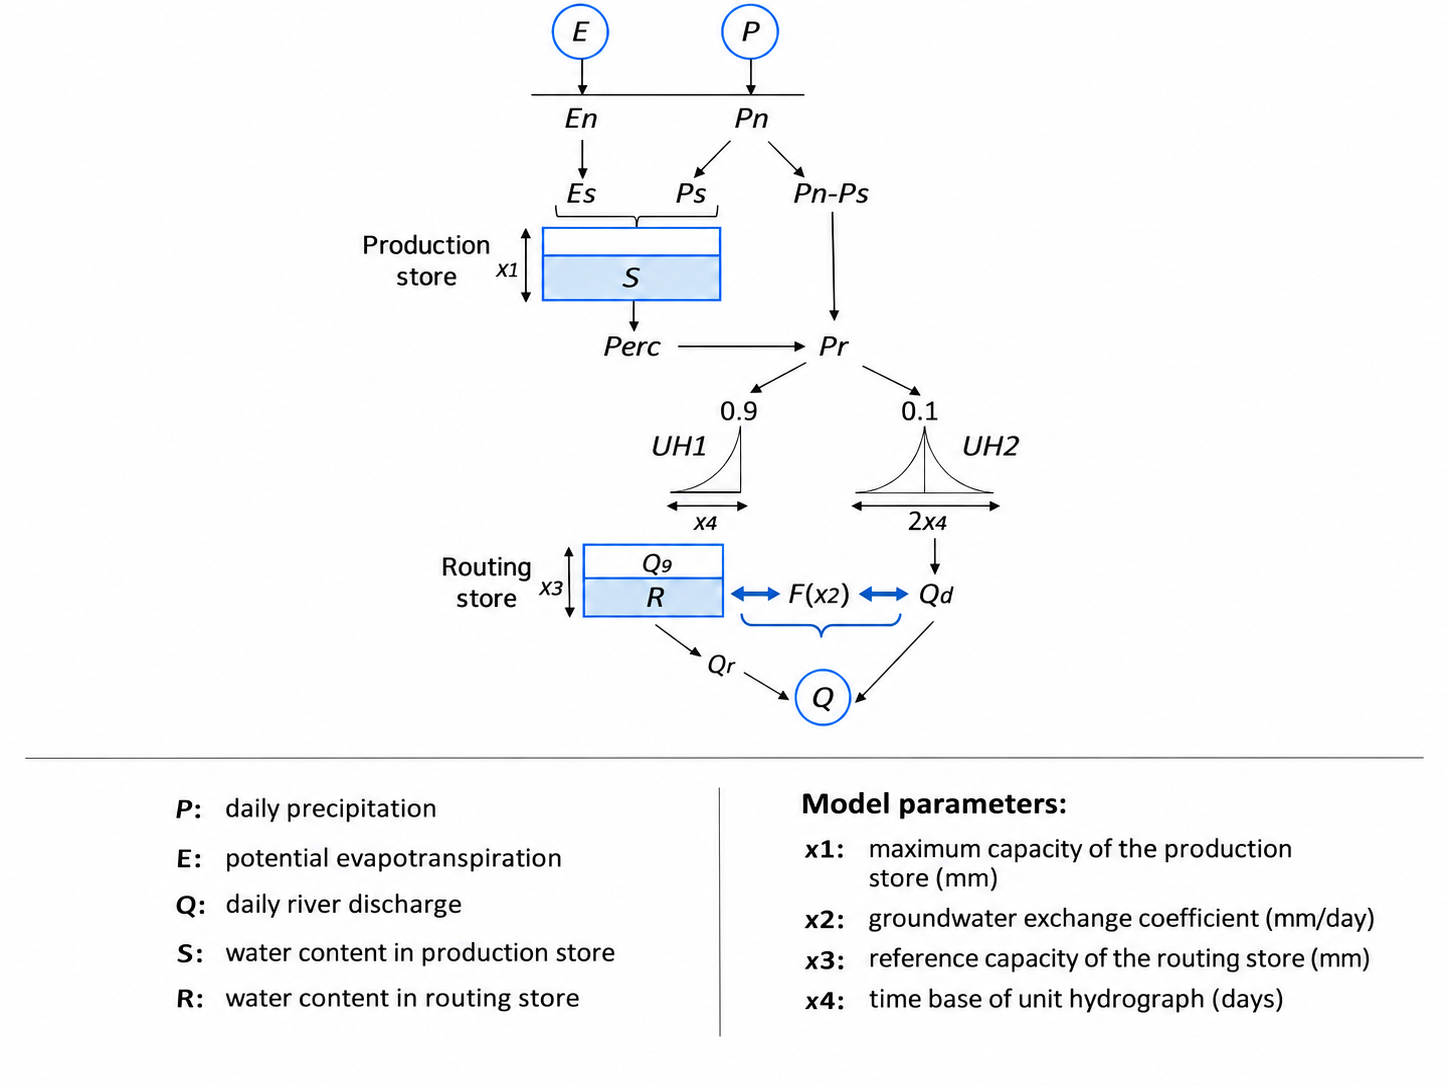 E
P
En
Pn
Es
Ps
Pn-Ps
Production
store
x1
S
Perc
Pr
0.9
0.1
UH1
UH2
x4
2x4
Routing
store
x3
Q9
R
F(x2)
Qd
Qr
Q
P: daily precipitation
E: potential evapotranspiration
Q: daily river discharge
S: water content in production store
R: water content in routing store
Model parameters:
x1: maximum capacity of the production
store (mm)
x2: groundwater exchange coefficient (mm/day)
x3: reference capacity of the routing store (mm)
x4: time base of unit hydrograph (days)